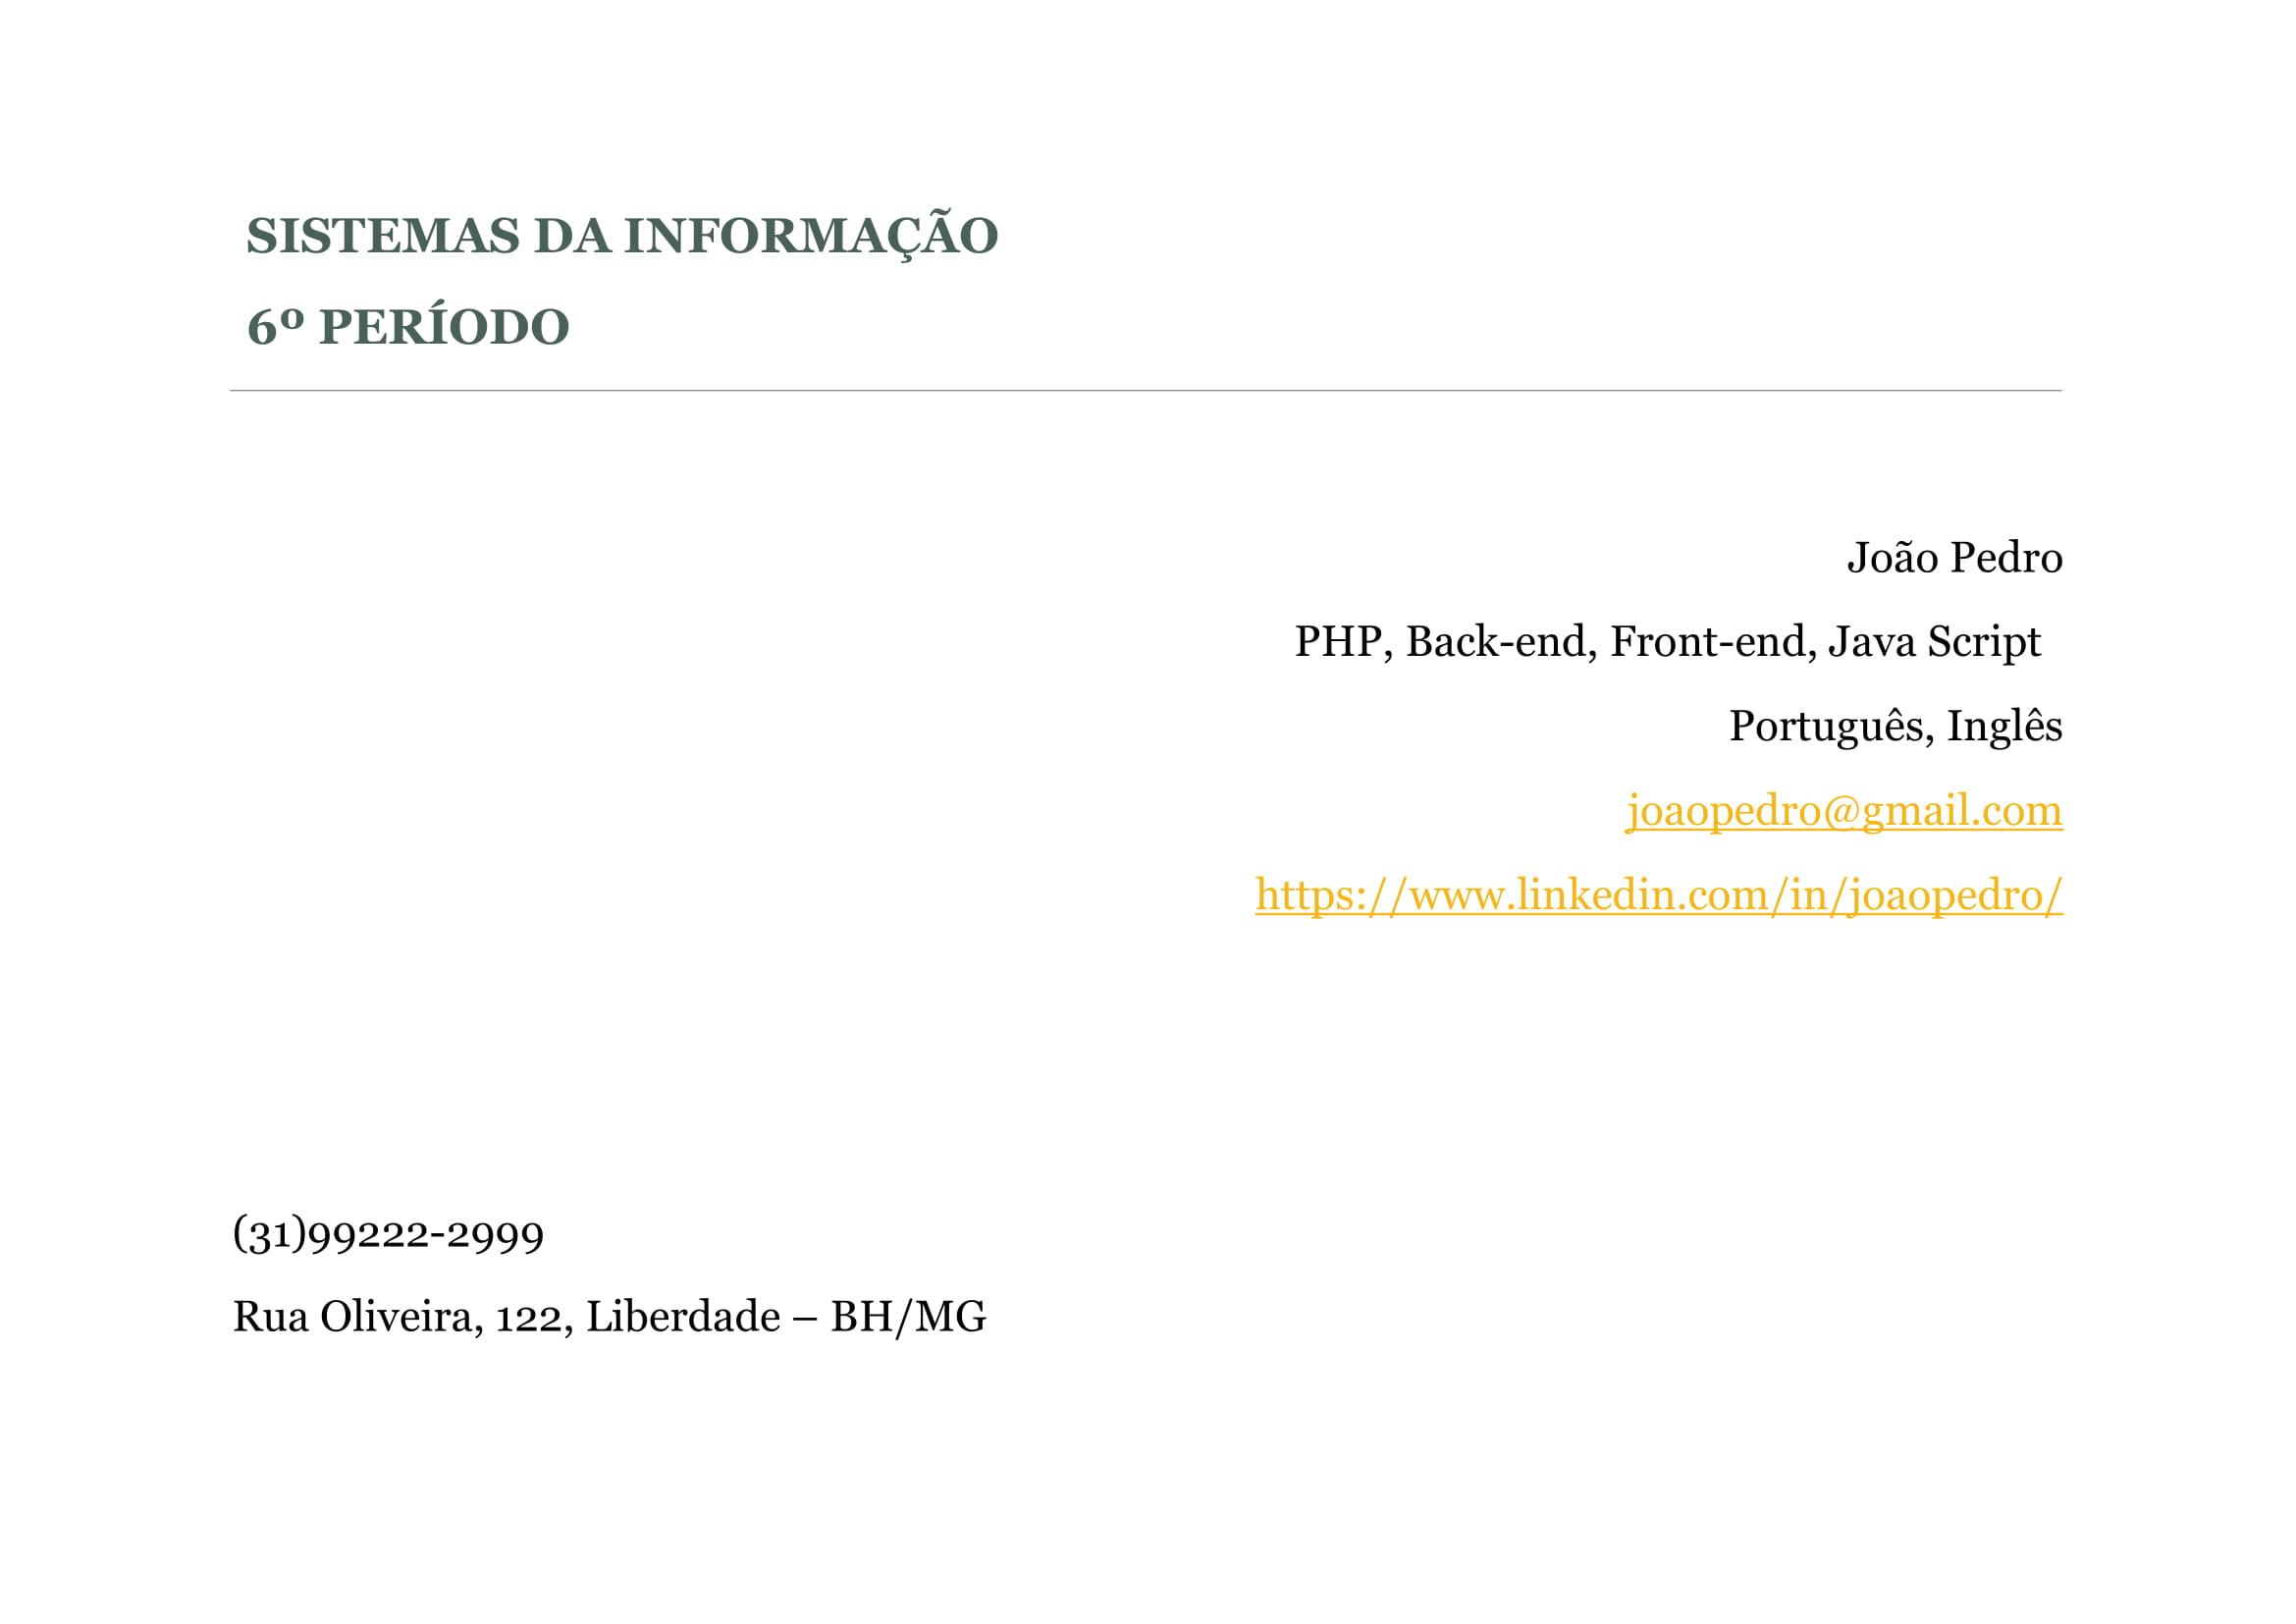 SISTEMAS DA INFORMAÇÃO
6º PERÍODO
João Pedro
PHP, Back-end, Front-end, Java Script
Português, Inglês
joaopedro@gmail.com
https://www.linkedin.com/in/joaopedro/
(31)99222-2999
Rua Oliveira, 122, Liberdade – BH/MG